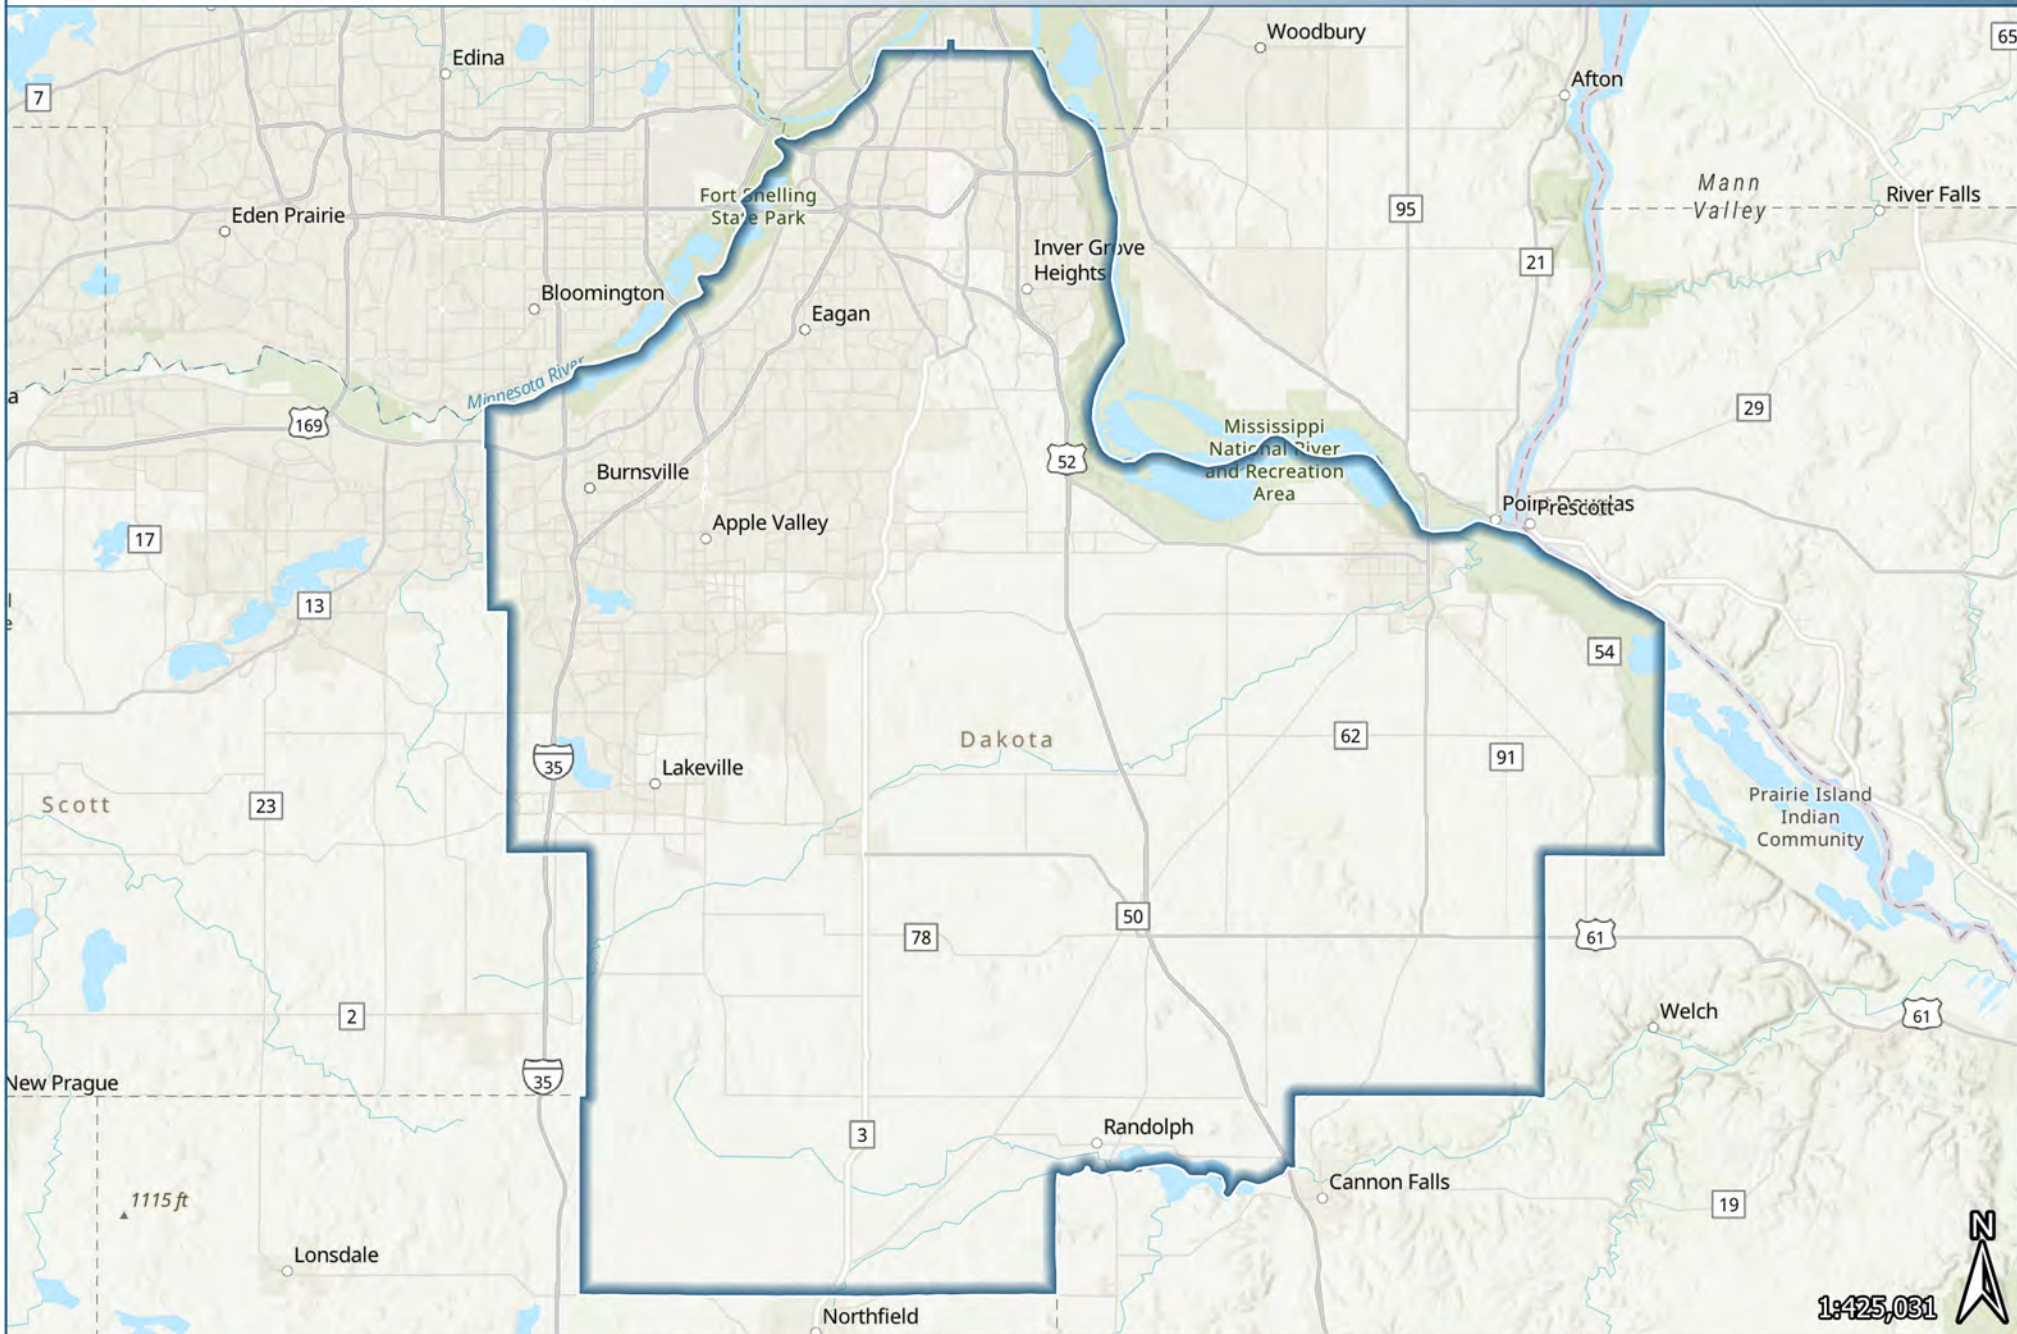 Woodbury
65
Edina
Afton
7
Mann
Valley
River Falls
Fort Snelling
State Park
95
Eden Prairie
Inver Grove
Heights
21
Bloomington
Eagan
Minnesota River
a
169
29
Mississippi
National River
and Recreation
Area
52
Burnsville
Point Douglas
Prescott
Apple Valley
17
13
l
e
54
Dakota
62
91
35
Lakeville
Scott
23
Prairie Island
Indian
Community
50
78
61
2
Welch
61
New Prague
35
Randolph
3
Cannon Falls
1115 ft
19
N
Lonsdale
1:425,031
Northfield